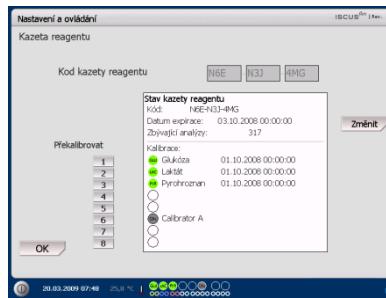 Nastavení a ovládání
ISCUS flex
Kazeta reagentu
Kod kazety reagentu N6E N3J -4MG
Stav kazety reagentu
Kód: N6E-N3J-4MG
Datum expirace: 03.10.2008 00:00:00
Zbývající analýzy: 317
Změnit
Kalibrace:
Překalibrovat
1 Glukóza 01.10.2008 00:00:00
2 Laktát 01.10.2008 00:00:00
3 Pyrohroznan 01.10.2008 00:00:00
4
5
6 Calibrator A
7
8
OK
20.03.2009 07:48 25,8 °C